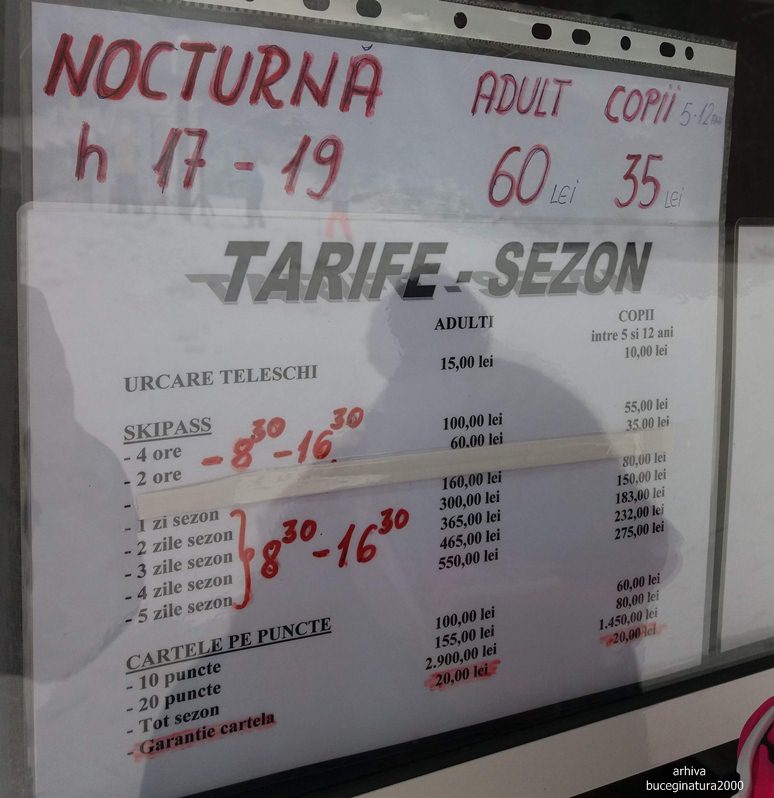 NOCTURNĂ ADULT COPII 5-12 ani
h 17 - 19 60 LEI 35 LEI
TARIFE - SEZON
ADULTI COPII
intre 5 si 12 ani
URCARE TELESCHI 15,00 lei 10,00 lei
SKIPASS
- 4 ore 100,00 lei 55,00 lei
- 2 ore 60,00 lei 35,00 lei
- 8³⁰ - 16³⁰
-
- 1 zi sezon 160,00 lei 80,00 lei
- 2 zile sezon 300,00 lei 150,00 lei
- 3 zile sezon 365,00 lei 183,00 lei
- 4 zile sezon 465,00 lei 232,00 lei
- 5 zile sezon 550,00 lei 275,00 lei
} 8³⁰ - 16³⁰
CARTELE PE PUNCTE
- 10 puncte 100,00 lei 60,00 lei
- 20 puncte 155,00 lei 80,00 lei
- Tot sezon 2.900,00 lei 1.450,00 lei
- Garantie cartela 20,00 lei 20,00 lei
arhiva
buceginatura2000